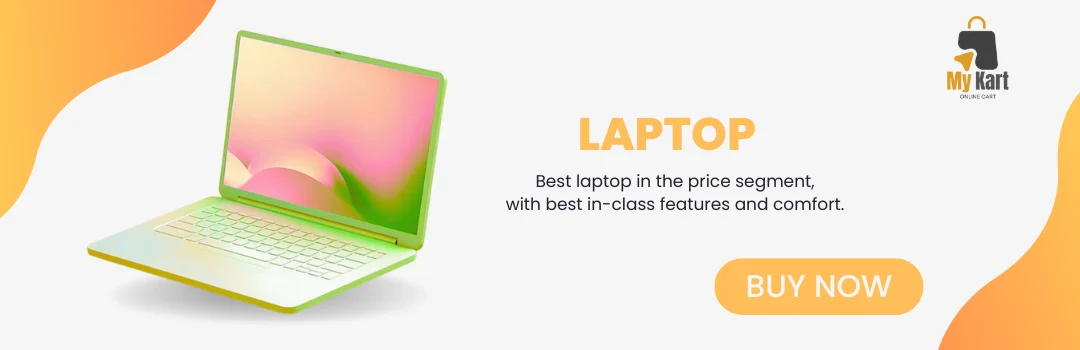 My Kart
ONLINE CART
LAPTOP
Best laptop in the price segment,
with best in-class features and comfort.
BUY NOW